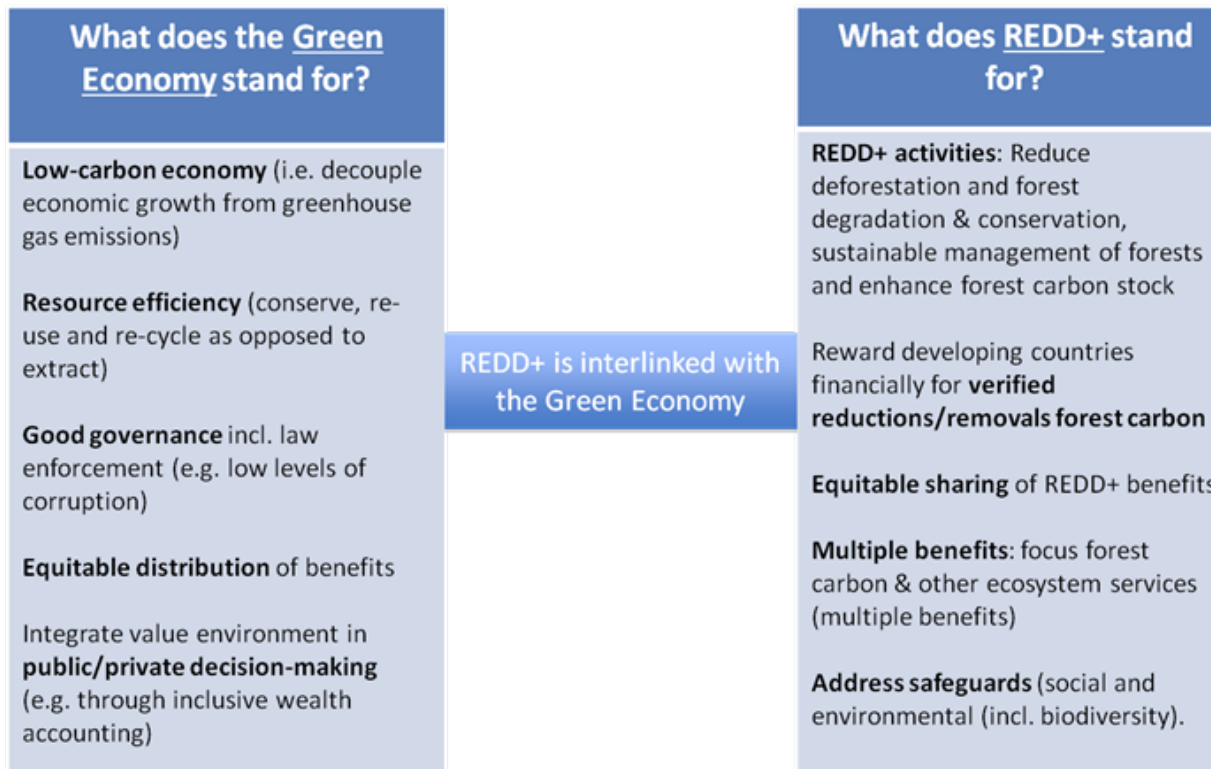 What does the Green
Economy stand for?
Low-carbon economy (i.e. decouple
economic growth from greenhouse
gas emissions)
Resource efficiency (conserve, re-
use and re-cycle as opposed to
extract)
Good governance incl. law
enforcement (e.g. low levels of
corruption)
Equitable distribution of benefits
Integrate value environment in
public/private decision-making
(e.g. through inclusive wealth
accounting)
REDD+ is interlinked with
the Green Economy
What does REDD+ stand
for?
REDD+ activities: Reduce
deforestation and forest
degradation & conservation,
sustainable management of forests
and enhance forest carbon stock
Reward developing countries
financially for verified
reductions/removals forest carbon
Equitable sharing of REDD+ benefits
Multiple benefits: focus forest
carbon & other ecosystem services
(multiple benefits)
Address safeguards (social and
environmental (incl. biodiversity).